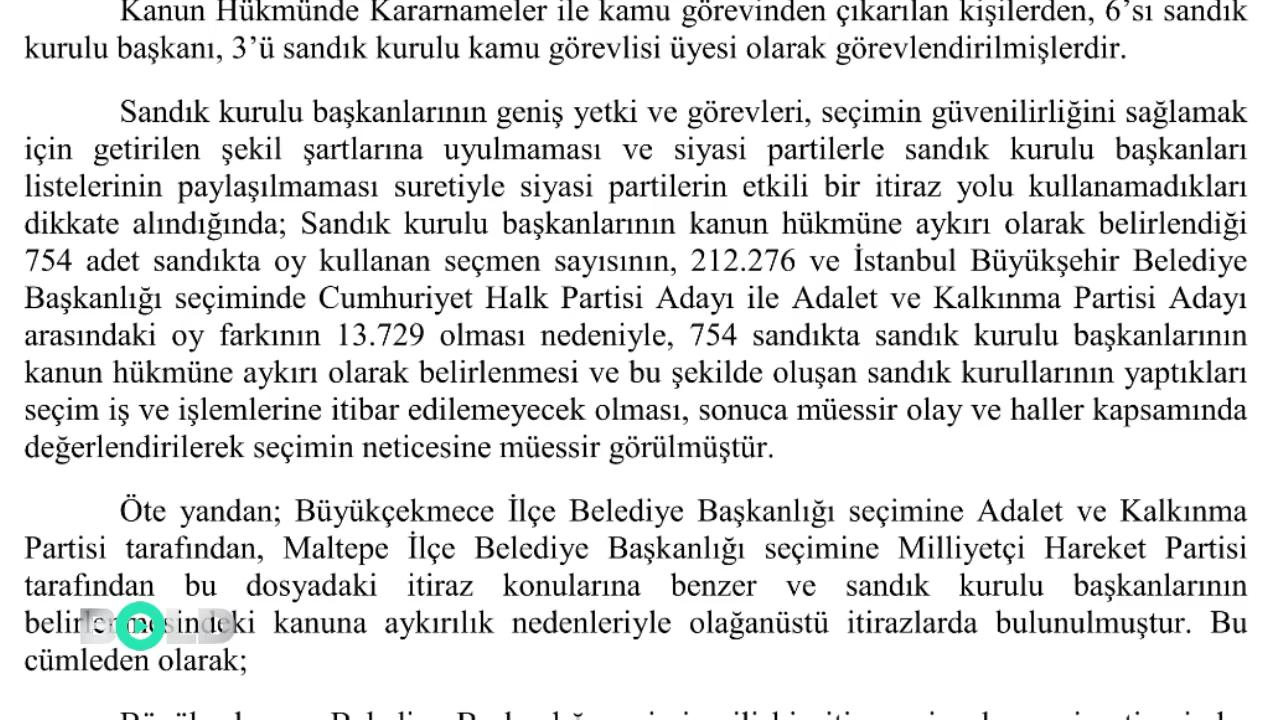 Kanun Hükmünde Kararnameler ile kamu görevinden çıkarılan kişilerden, 6’sı sandık
kurulu başkanı, 3’ü sandık kurulu kamu görevlisi üyesi olarak görevlendirilmişlerdir.
Sandık kurulu başkanlarının geniş yetki ve görevleri, seçimin güvenilirliğini sağlamak
için getirilen şekil şartlarına uyulmaması ve siyasi partilerle sandık kurulu başkanları
listelerinin paylaşılmaması suretiyle siyasi partilerin etkili bir itiraz yolu kullanamadıkları
dikkate alındığında; Sandık kurulu başkanlarının kanun hükmüne aykırı olarak belirlendiği
754 adet sandıkta oy kullanan seçmen sayısının, 212.276 ve İstanbul Büyükşehir Belediye
Başkanlığı seçiminde Cumhuriyet Halk Partisi Adayı ile Adalet ve Kalkınma Partisi Adayı
arasındaki oy farkının 13.729 olması nedeniyle, 754 sandıkta sandık kurulu başkanlarının
kanun hükmüne aykırı olarak belirlenmesi ve bu şekilde oluşan sandık kurullarının yaptıkları
seçim iş ve işlemlerine itibar edilemeyecek olması, sonuca müessir olay ve haller kapsamında
değerlendirilerek seçimin neticesine müessir görülmüştür.
Öte yandan; Büyükçekmece İlçe Belediye Başkanlığı seçimine Adalet ve Kalkınma
Partisi tarafından, Maltepe İlçe Belediye Başkanlığı seçimine Milliyetçi Hareket Partisi
tarafından bu dosyadaki itiraz konularına benzer ve sandık kurulu başkanlarının
belirlenmesindeki kanuna aykırılık nedenleriyle olağanüstü itirazlarda bulunulmuştur. Bu
cümleden olarak;
BOLD